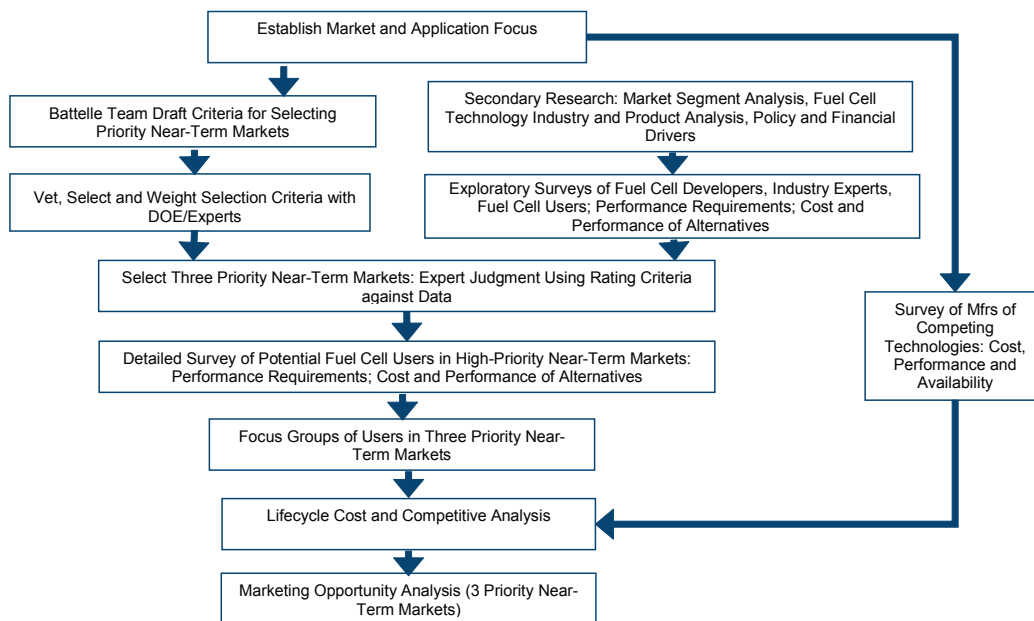 Establish Market and Application Focus
Battelle Team Draft Criteria for Selecting
Priority Near-Term Markets
Secondary Research: Market Segment Analysis, Fuel Cell
Technology Industry and Product Analysis, Policy and Financial
Drivers
Vet, Select and Weight Selection Criteria with
DOE/Experts
Exploratory Surveys of Fuel Cell Developers, Industry Experts,
Fuel Cell Users; Performance Requirements; Cost and
Performance of Alternatives
Select Three Priority Near-Term Markets: Expert Judgment Using Rating Criteria
against Data
Survey of Mfrs of
Competing
Technologies: Cost,
Performance and
Availability
Detailed Survey of Potential Fuel Cell Users in High-Priority Near-Term Markets:
Performance Requirements; Cost and Performance of Alternatives
Focus Groups of Users in Three Priority Near-
Term Markets
Lifecycle Cost and Competitive Analysis
Marketing Opportunity Analysis (3 Priority Near-
Term Markets)